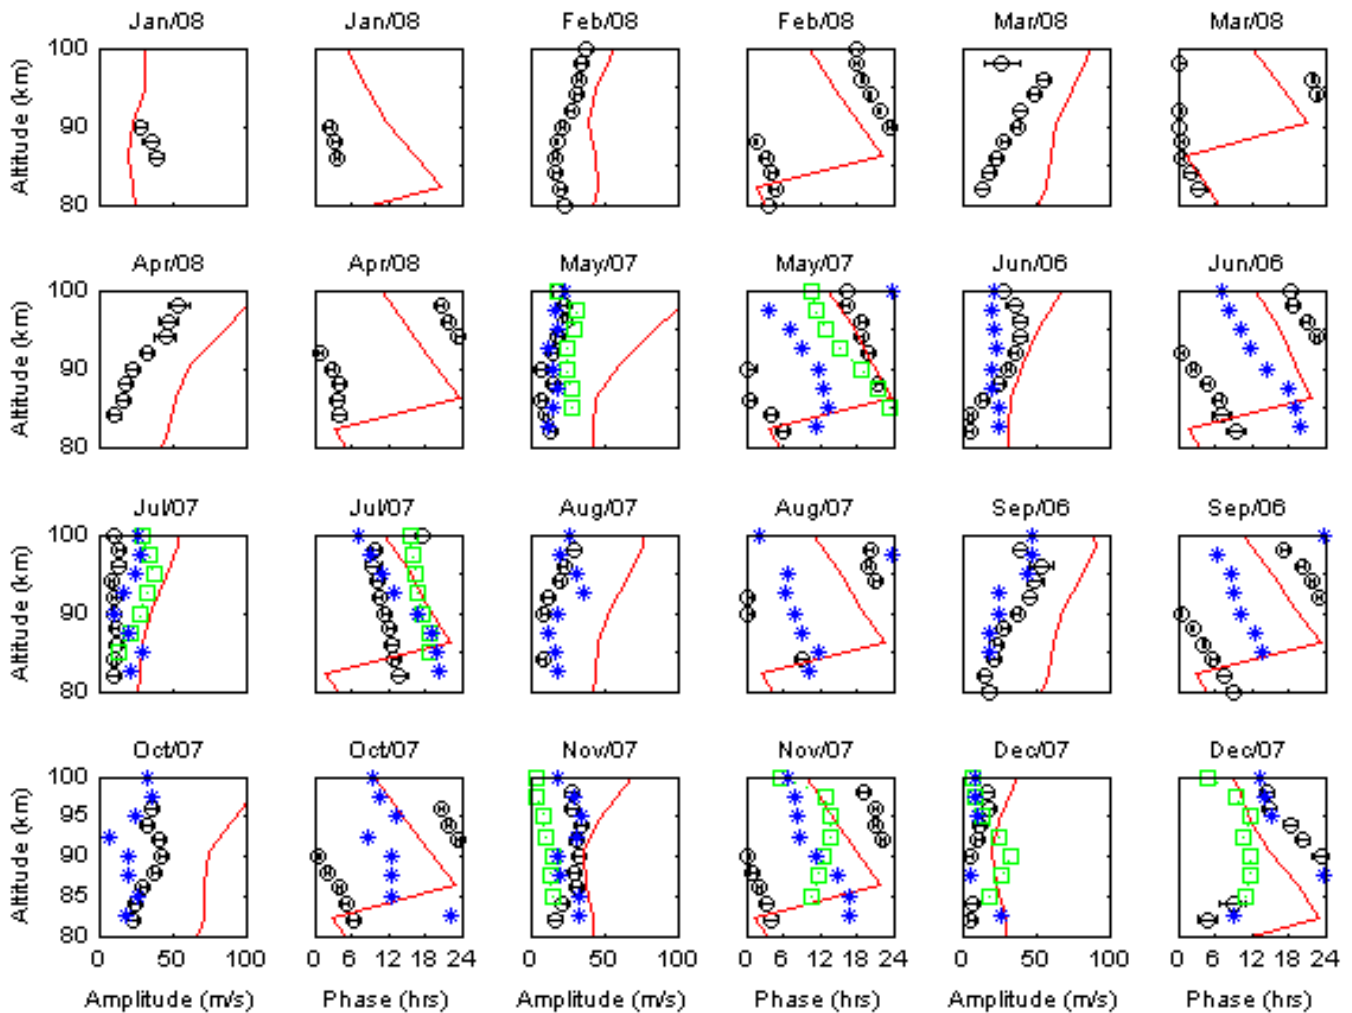 Jan/08 Jan/08 Feb/08 Feb/08 Mar/08 Mar/08
100
90
80
Altitude (km)
Apr/08 Apr/08 May/07 May/07 Jun/06 Jun/06
100
90
80
Altitude (km)
Jul/07 Jul/07 Aug/07 Aug/07 Sep/06 Sep/06
100
90
80
Altitude (km)
Oct/07 Oct/07 Nov/07 Nov/07 Dec/07 Dec/07
100
95
90
85
80
Altitude (km)
0 50 100 0 6 12 18 24 0 50 100 0 6 12 18 24 0 50 100 0 6 12 18 24
Amplitude (m/s) Phase (hrs) Amplitude (m/s) Phase (hrs) Amplitude (m/s) Phase (hrs)